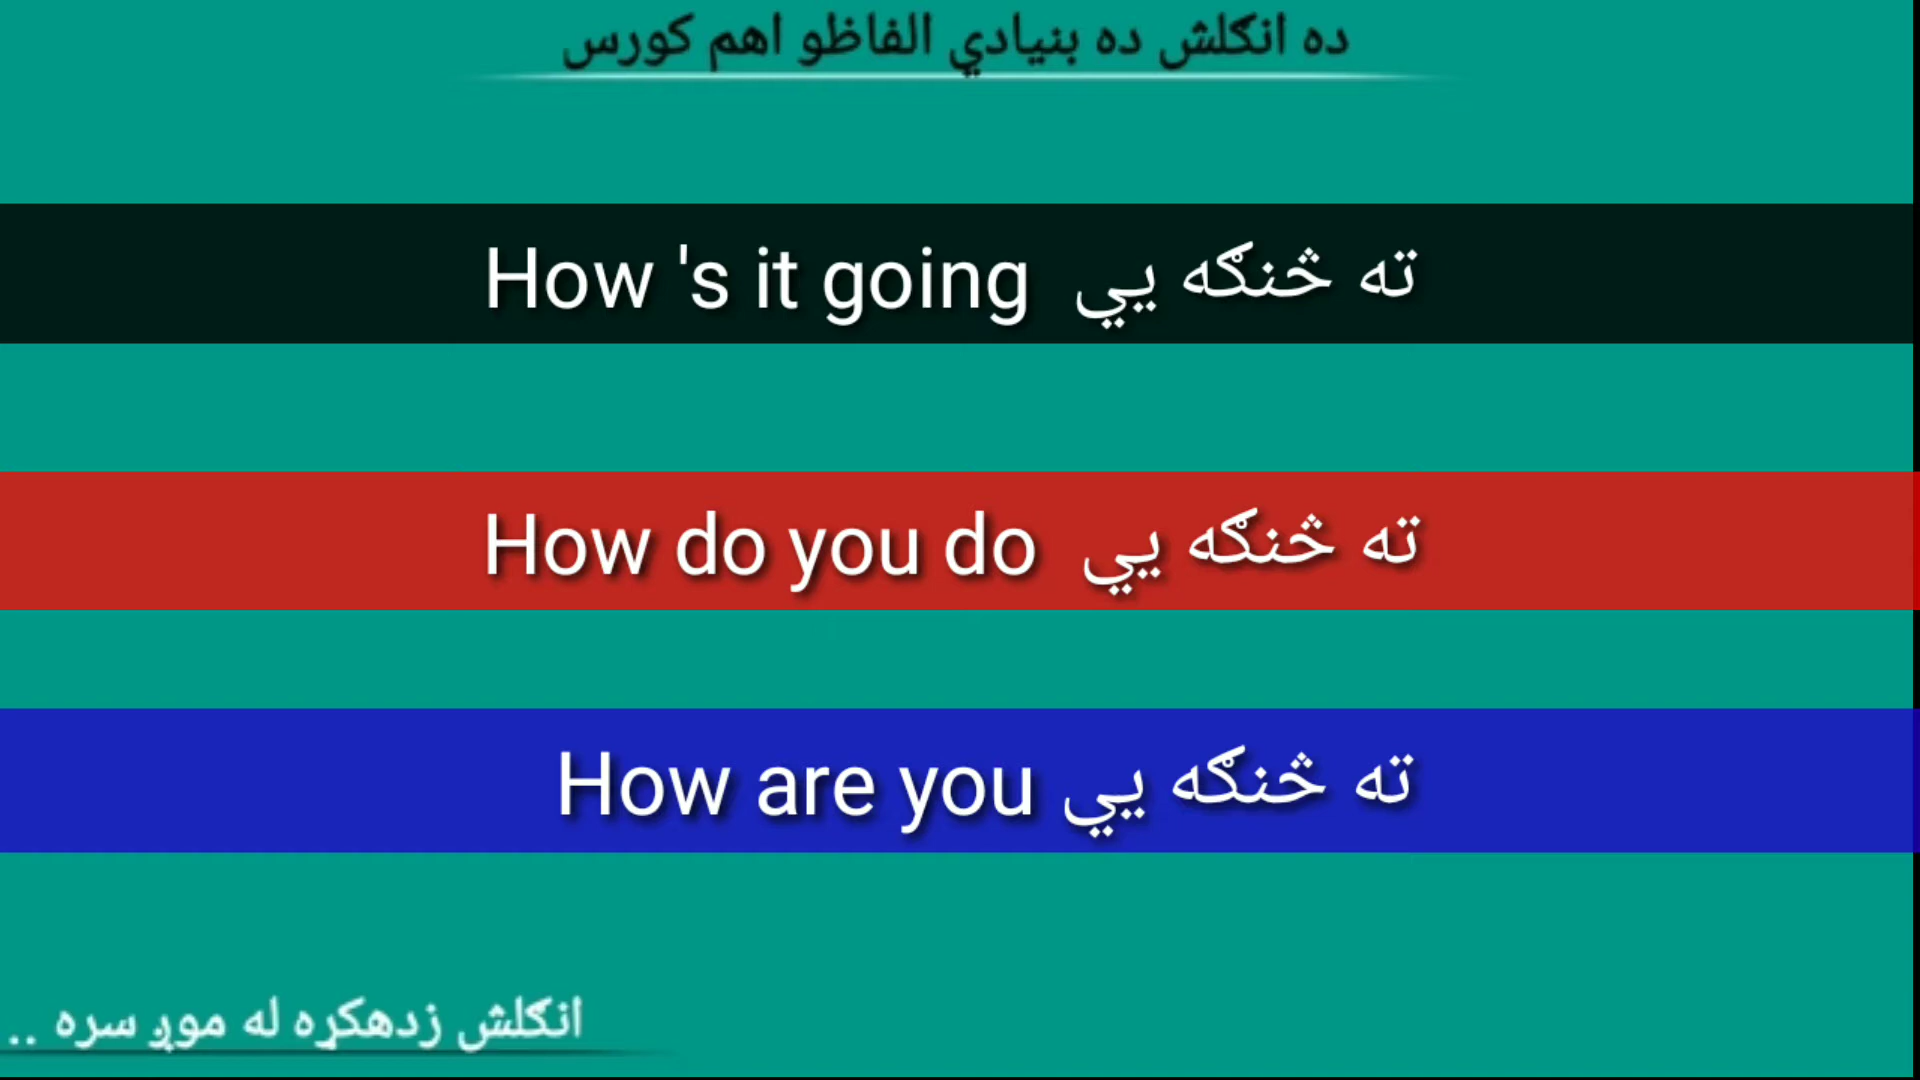 ده انګلش ده بنيادي الفاظو اهم کورس
How 's it going  ته څنګه يي
How do you do  ته څنګه يي
How are you ته څنګه يي
انګلش زدهکړه له موږ سره ..